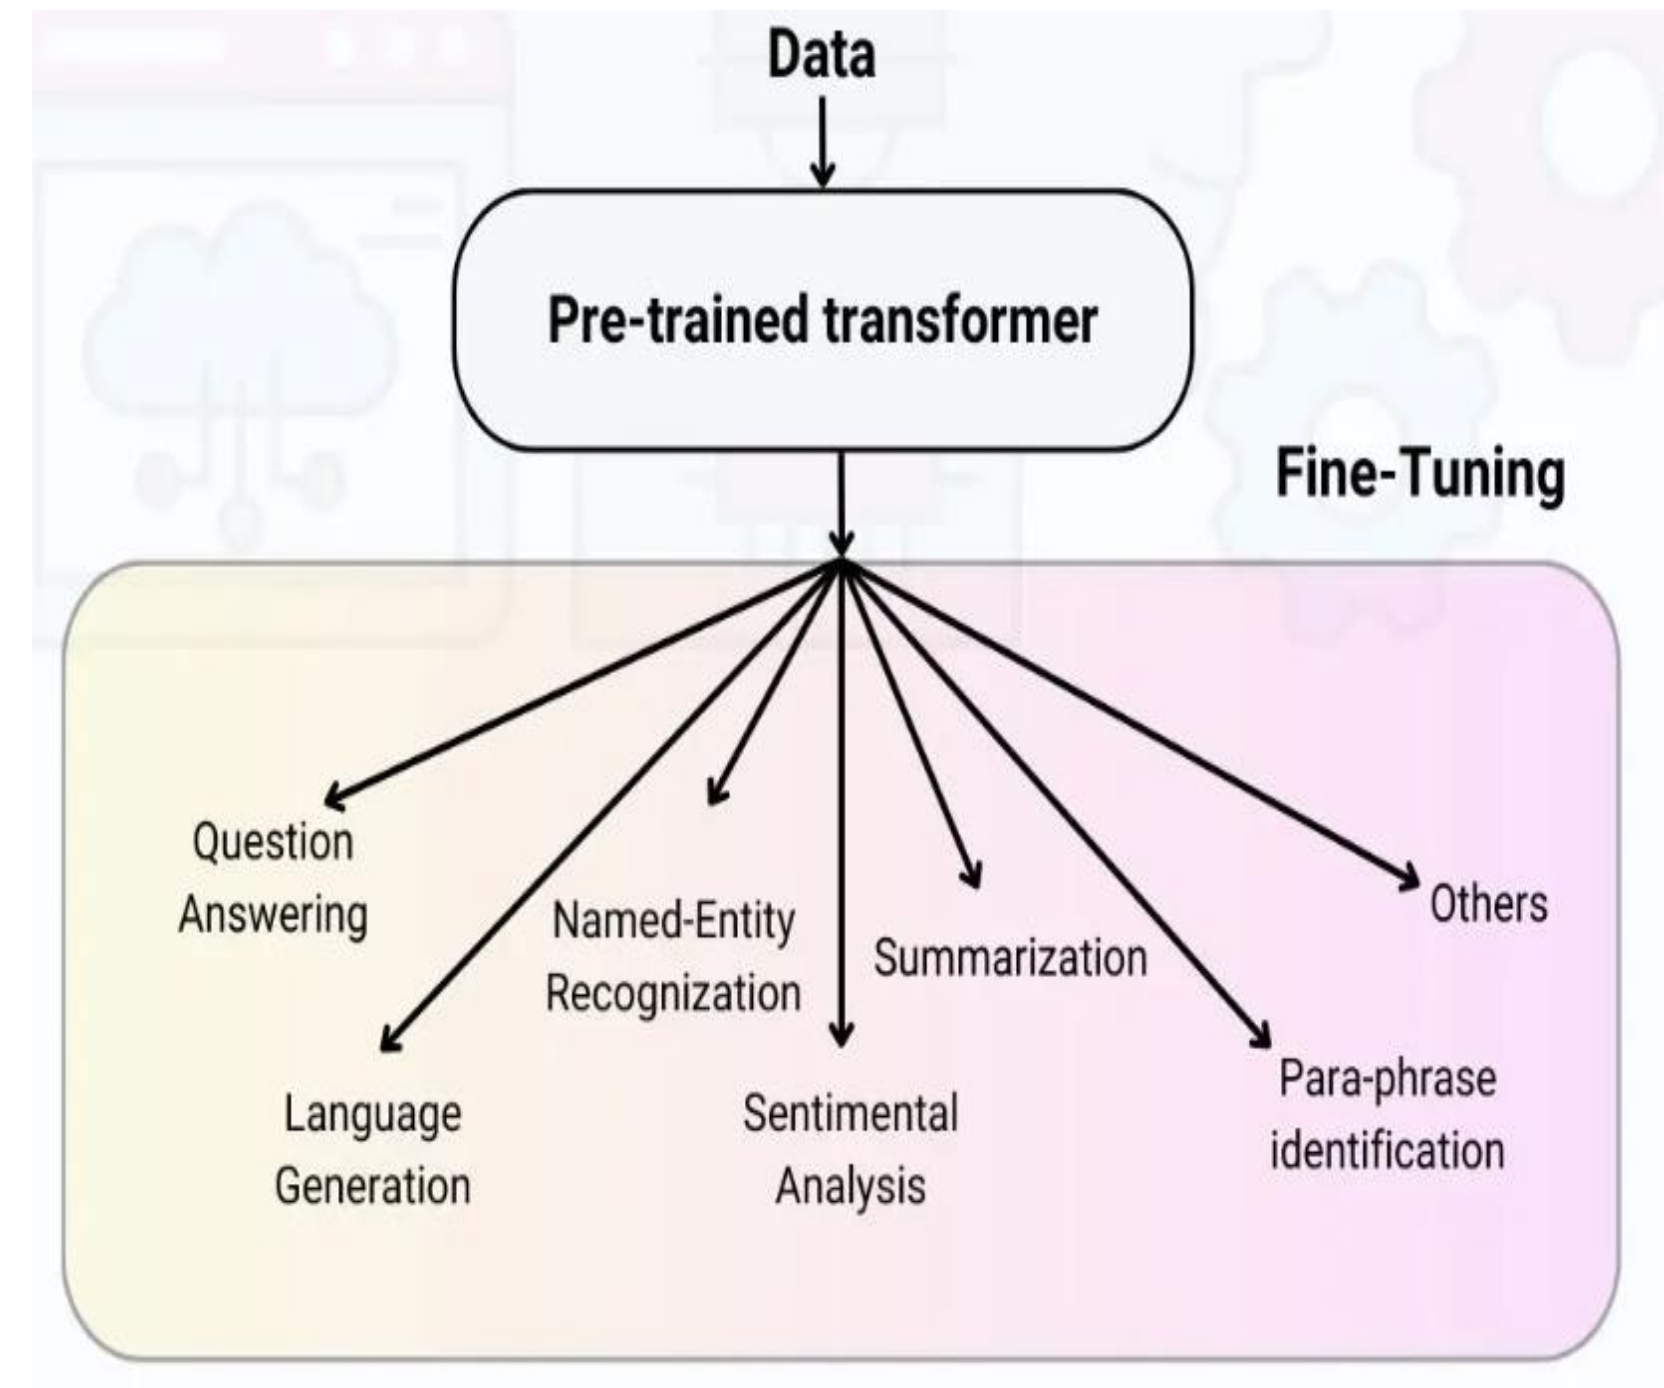 Data
Pre-trained transformer
Fine-Tuning
Question
Answering
Named-Entity
Recognization
Summarization
Others
Language
Generation
Sentimental
Analysis
Para-phrase
identification